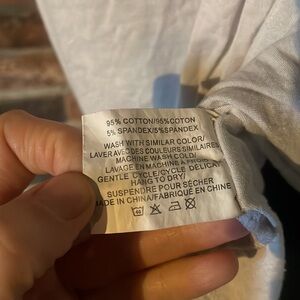 95% COTTON/95%COTON
5% SPANDEX/5%SPANDEX
WASH WITH SIMILAR COLOR/
LAVER AVEC DES COULEURS SIMILAIRES
MACHINE WASH COLD/
LAVAGE EN MACHINE A FROID
GENTLE CYCLE/CYCLE DELICAT
HANG TO DRY/
SUSPENDRE POUR SÉCHER
MADE IN CHINA/FABRIQUÉ EN CHINE